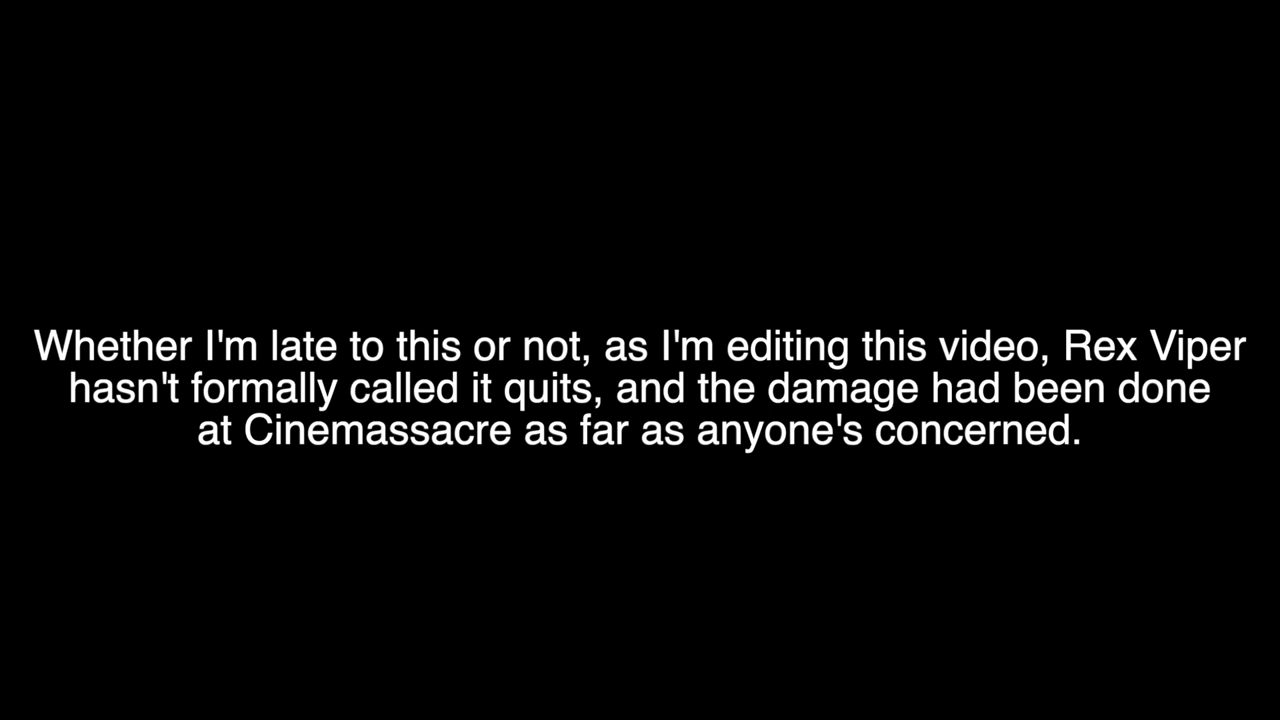 Whether I'm late to this or not, as I'm editing this video, Rex Viper
hasn't formally called it quits, and the damage had been done
at Cinemassacre as far as anyone's concerned.